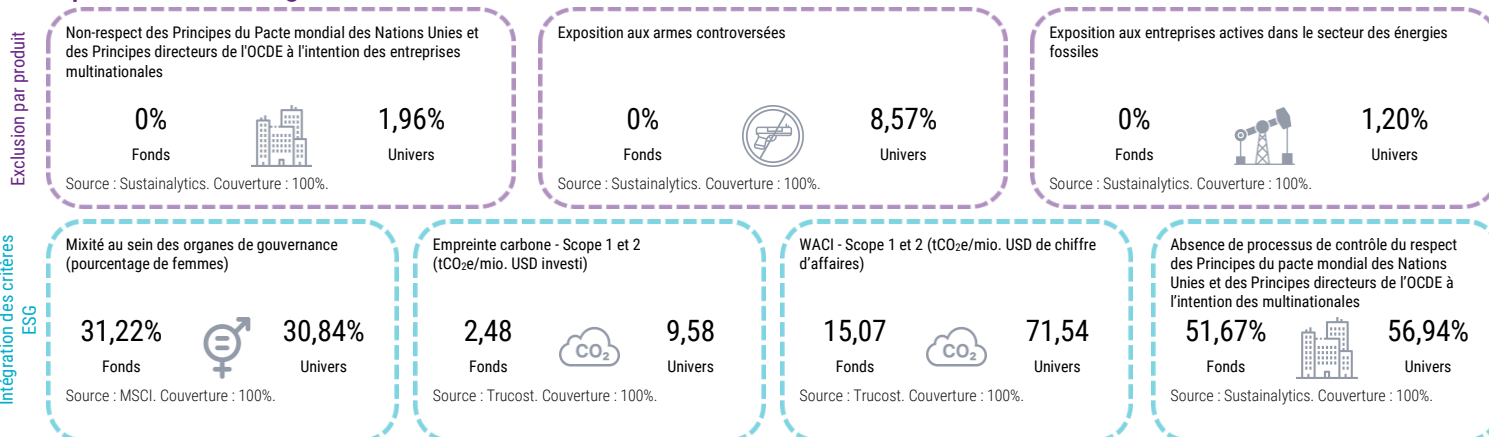 Exclusion par produit
Non-respect des Principes du Pacte mondial des Nations Unies et
des Principes directeurs de l'OCDE à l'intention des entreprises
multinationales
0%
Fonds
1,96%
Univers
Source : Sustainalytics. Couverture : 100%.
Exposition aux armes controversées
0%
Fonds
8,57%
Univers
Source : Sustainalytics. Couverture : 100%.
Exposition aux entreprises actives dans le secteur des énergies
fossiles
0%
Fonds
1,20%
Univers
Source : Sustainalytics. Couverture : 100%.
Intégration des critères
ESG
Mixité au sein des organes de gouvernance
(pourcentage de femmes)
31,22%
Fonds
30,84%
Univers
Source : MSCI. Couverture : 100%.
Empreinte carbone - Scope 1 et 2
(tCO₂e/mio. USD investi)
2,48
Fonds
CO₂
9,58
Univers
Source : Trucost. Couverture : 100%.
WACI - Scope 1 et 2 (tCO₂e/mio. USD de chiffre
d'affaires)
15,07
Fonds
CO₂
71,54
Univers
Source : Trucost. Couverture : 100%.
Absence de processus de contrôle du respect
des Principes du pacte mondial des Nations
Unies et des Principes directeurs de l'OCDE à
l'intention des multinationales
51,67%
Fonds
56,94%
Univers
Source : Sustainalytics. Couverture : 100%.